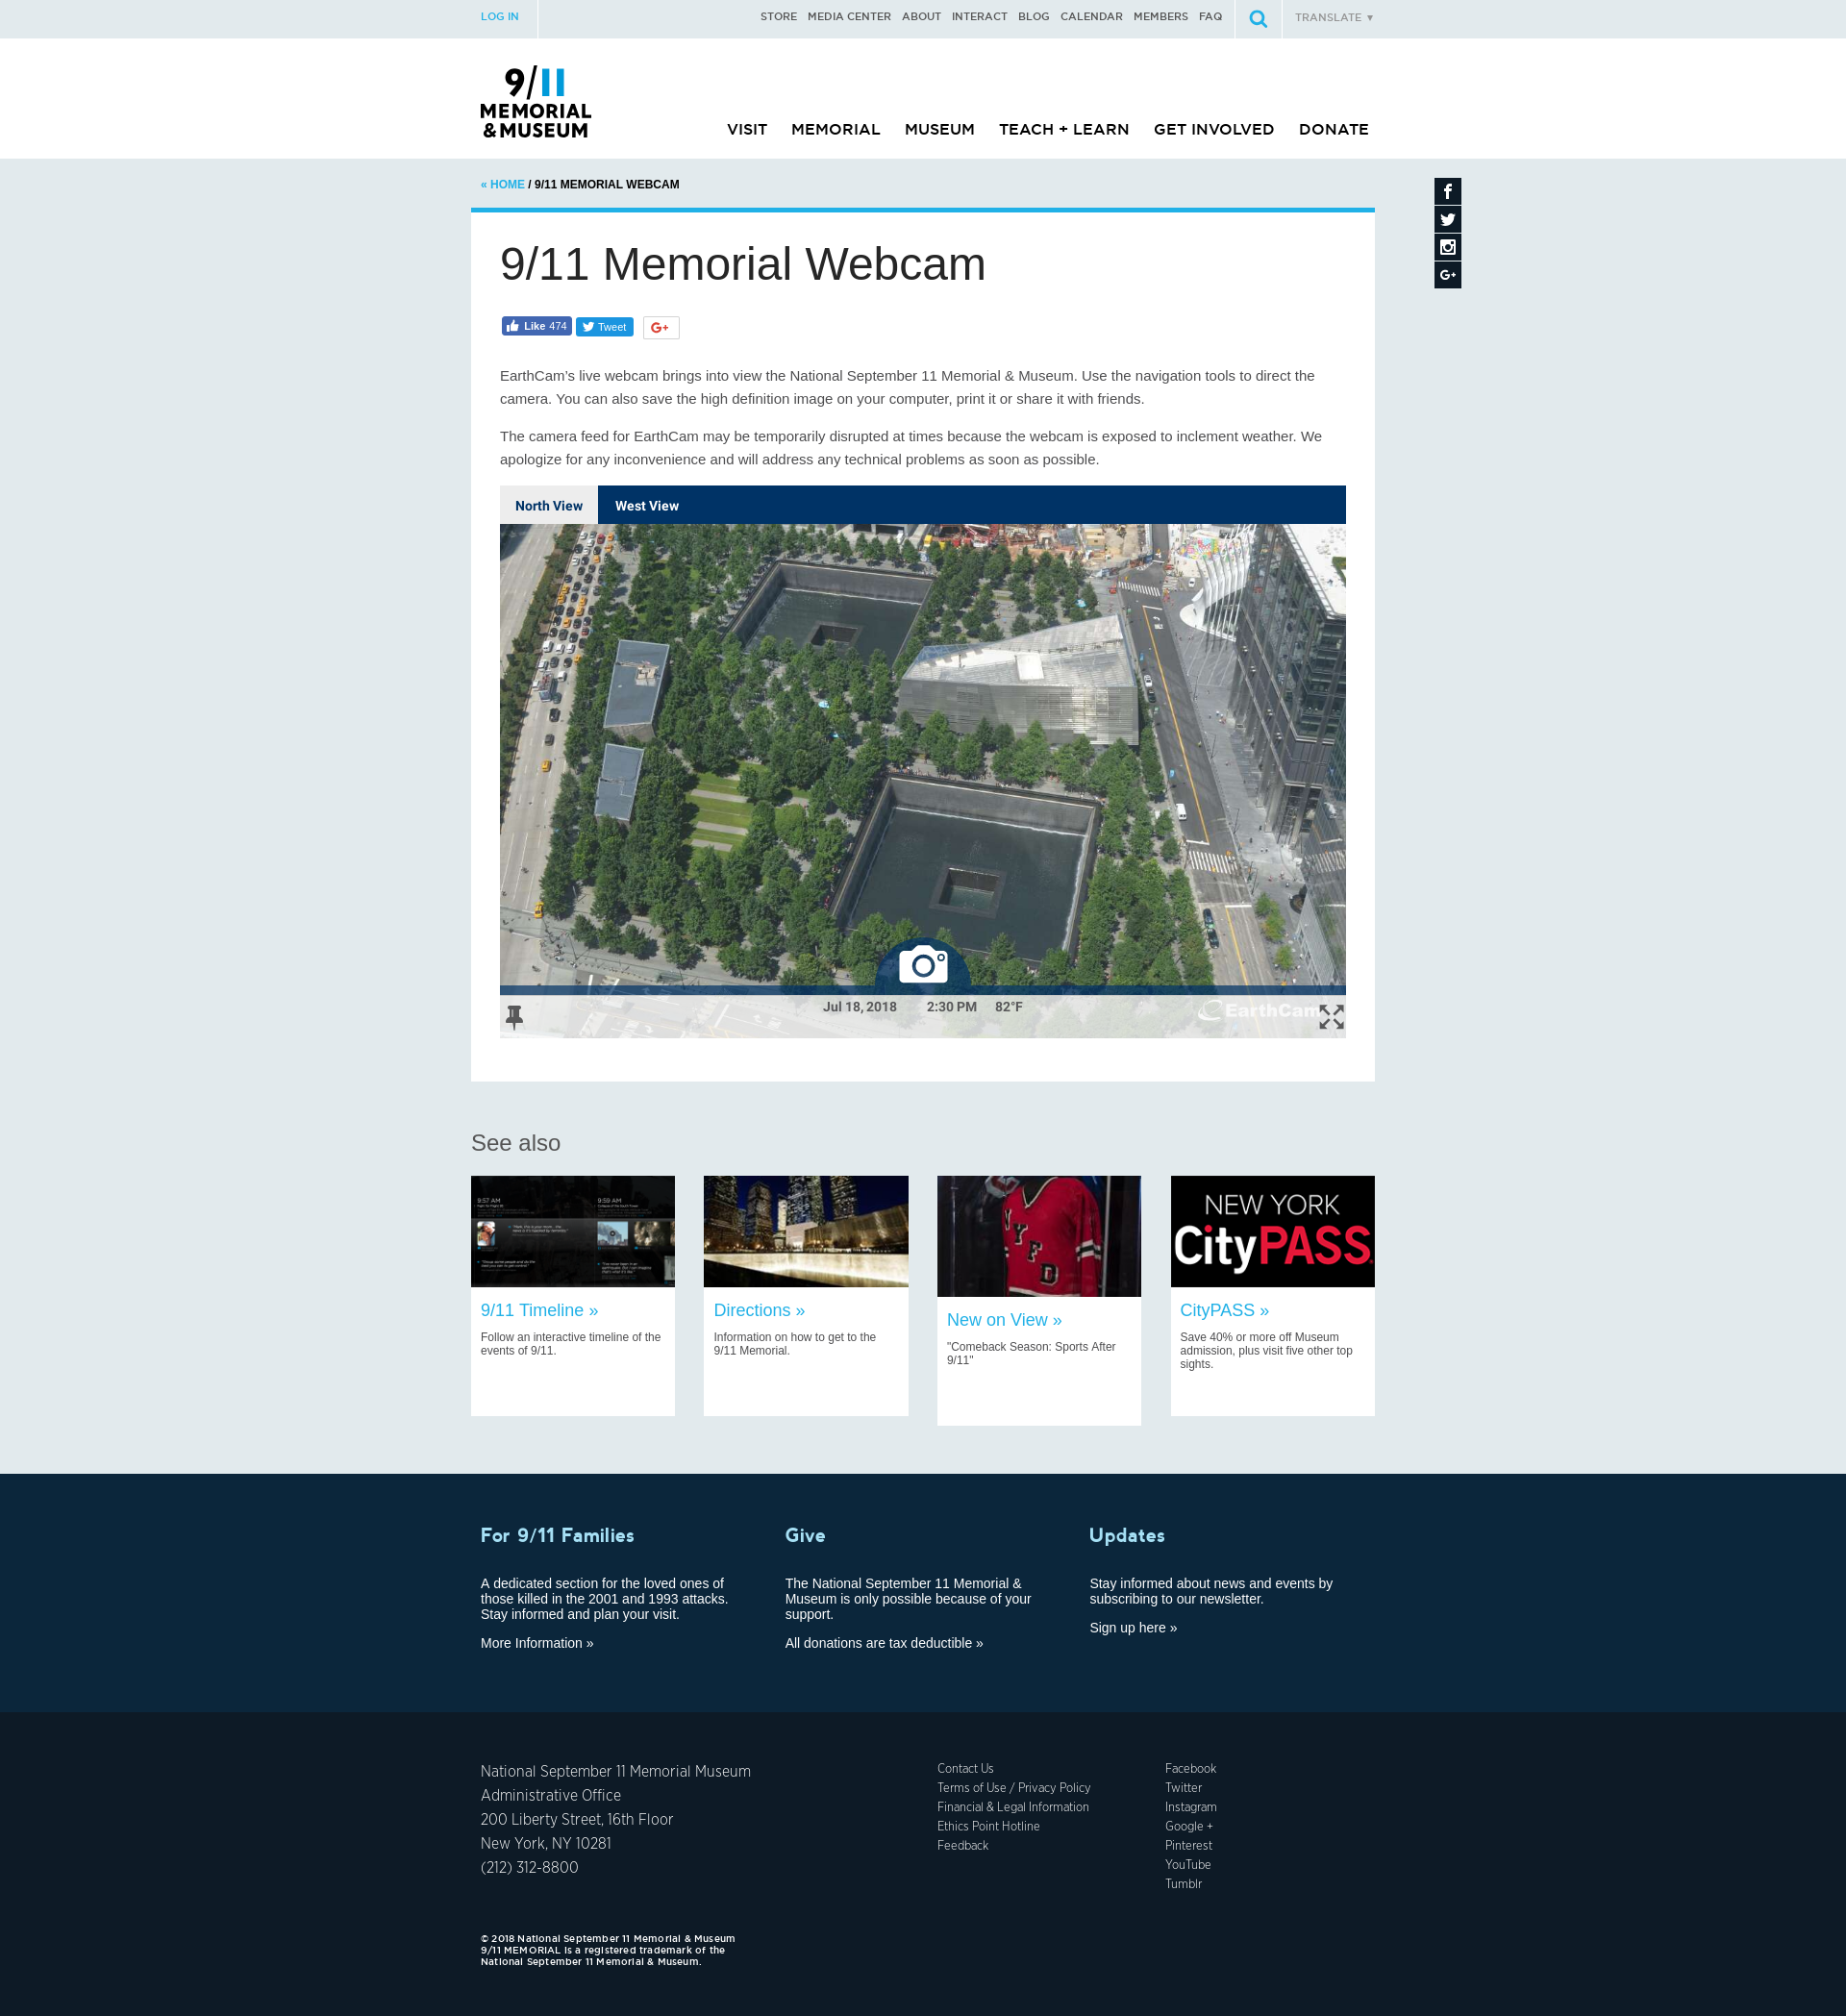 LOG IN
STORE MEDIA CENTER ABOUT INTERACT BLOG CALENDAR MEMBERS FAQ
TRANSLATE ▼
9/11
MEMORIAL
& MUSEUM
VISIT MEMORIAL MUSEUM TEACH + LEARN GET INVOLVED DONATE
« HOME / 9/11 MEMORIAL WEBCAM
9/11 Memorial Webcam
Like 474
Tweet
G+
EarthCam's live webcam brings into view the National September 11 Memorial & Museum. Use the navigation tools to direct the
camera. You can also save the high definition image on your computer, print it or share it with friends.
The camera feed for EarthCam may be temporarily disrupted at times because the webcam is exposed to inclement weather. We
apologize for any inconvenience and will address any technical problems as soon as possible.
North View West View
Jul 18, 2018 2:30 PM 82°F
EarthCam
See also
9:57 AM
9:59 AM
NYFD
NEW YORK
CityPASS
9/11 Timeline »
Follow an interactive timeline of the
events of 9/11.
Directions »
Information on how to get to the
9/11 Memorial.
New on View »
"Comeback Season: Sports After
9/11"
CityPASS »
Save 40% or more off Museum
admission, plus visit five other top
sights.
For 9/11 Families
A dedicated section for the loved ones of
those killed in the 2001 and 1993 attacks.
Stay informed and plan your visit.
More Information »
Give
The National September 11 Memorial &
Museum is only possible because of your
support.
All donations are tax deductible »
Updates
Stay informed about news and events by
subscribing to our newsletter.
Sign up here »
National September 11 Memorial Museum
Administrative Office
200 Liberty Street, 16th Floor
New York, NY 10281
(212) 312-8800
Contact Us
Terms of Use / Privacy Policy
Financial & Legal Information
Ethics Point Hotline
Feedback
Facebook
Twitter
Instagram
Google +
Pinterest
YouTube
Tumblr
© 2018 National September 11 Memorial & Museum
9/11 MEMORIAL is a registered trademark of the
National September 11 Memorial & Museum.